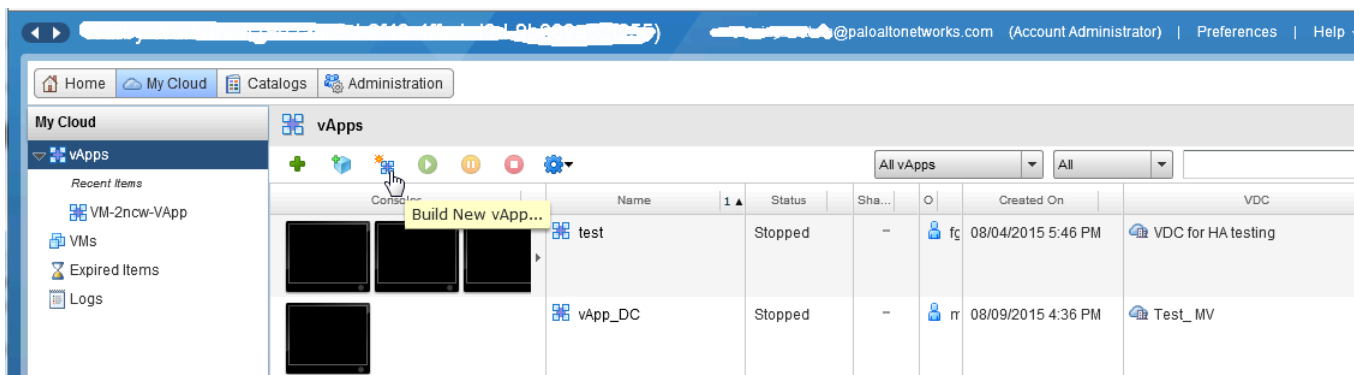 @paloaltonetworks.com (Account Administrator) | Preferences | Help
Home My Cloud Catalogs Administration
My Cloud
vApps
vApps
Recent Items
VM-2ncw-VApp
VMs
Expired Items
Logs
All vApps All
Consoles Name 1 Status Sha... O Created On VDC
Build New vApp...
test Stopped - 08/04/2015 5:46 PM VDC for HA testing
vApp_DC Stopped - m 08/09/2015 4:36 PM Test_ MV